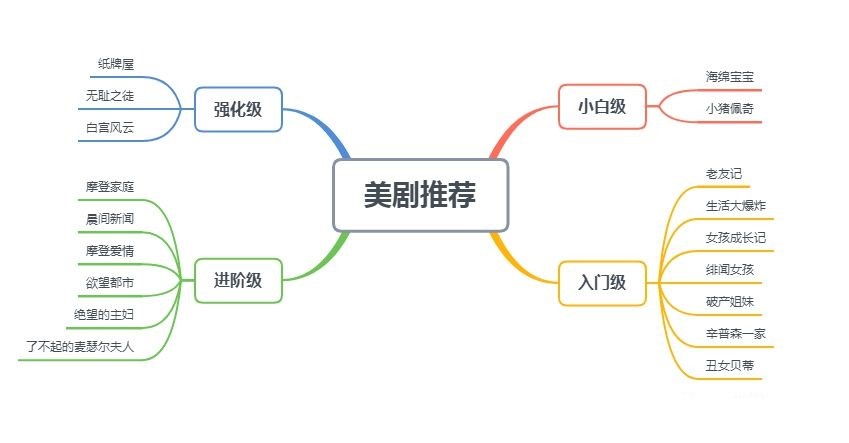 美剧推荐
小白级
海绵宝宝
小猪佩奇
入门级
老友记
生活大爆炸
女孩成长记
绯闻女孩
破产姐妹
辛普森一家
丑女贝蒂
强化级
纸牌屋
无耻之徒
白宫风云
进阶级
摩登家庭
晨间新闻
摩登爱情
欲望都市
绝望的主妇
了不起的麦瑟尔夫人